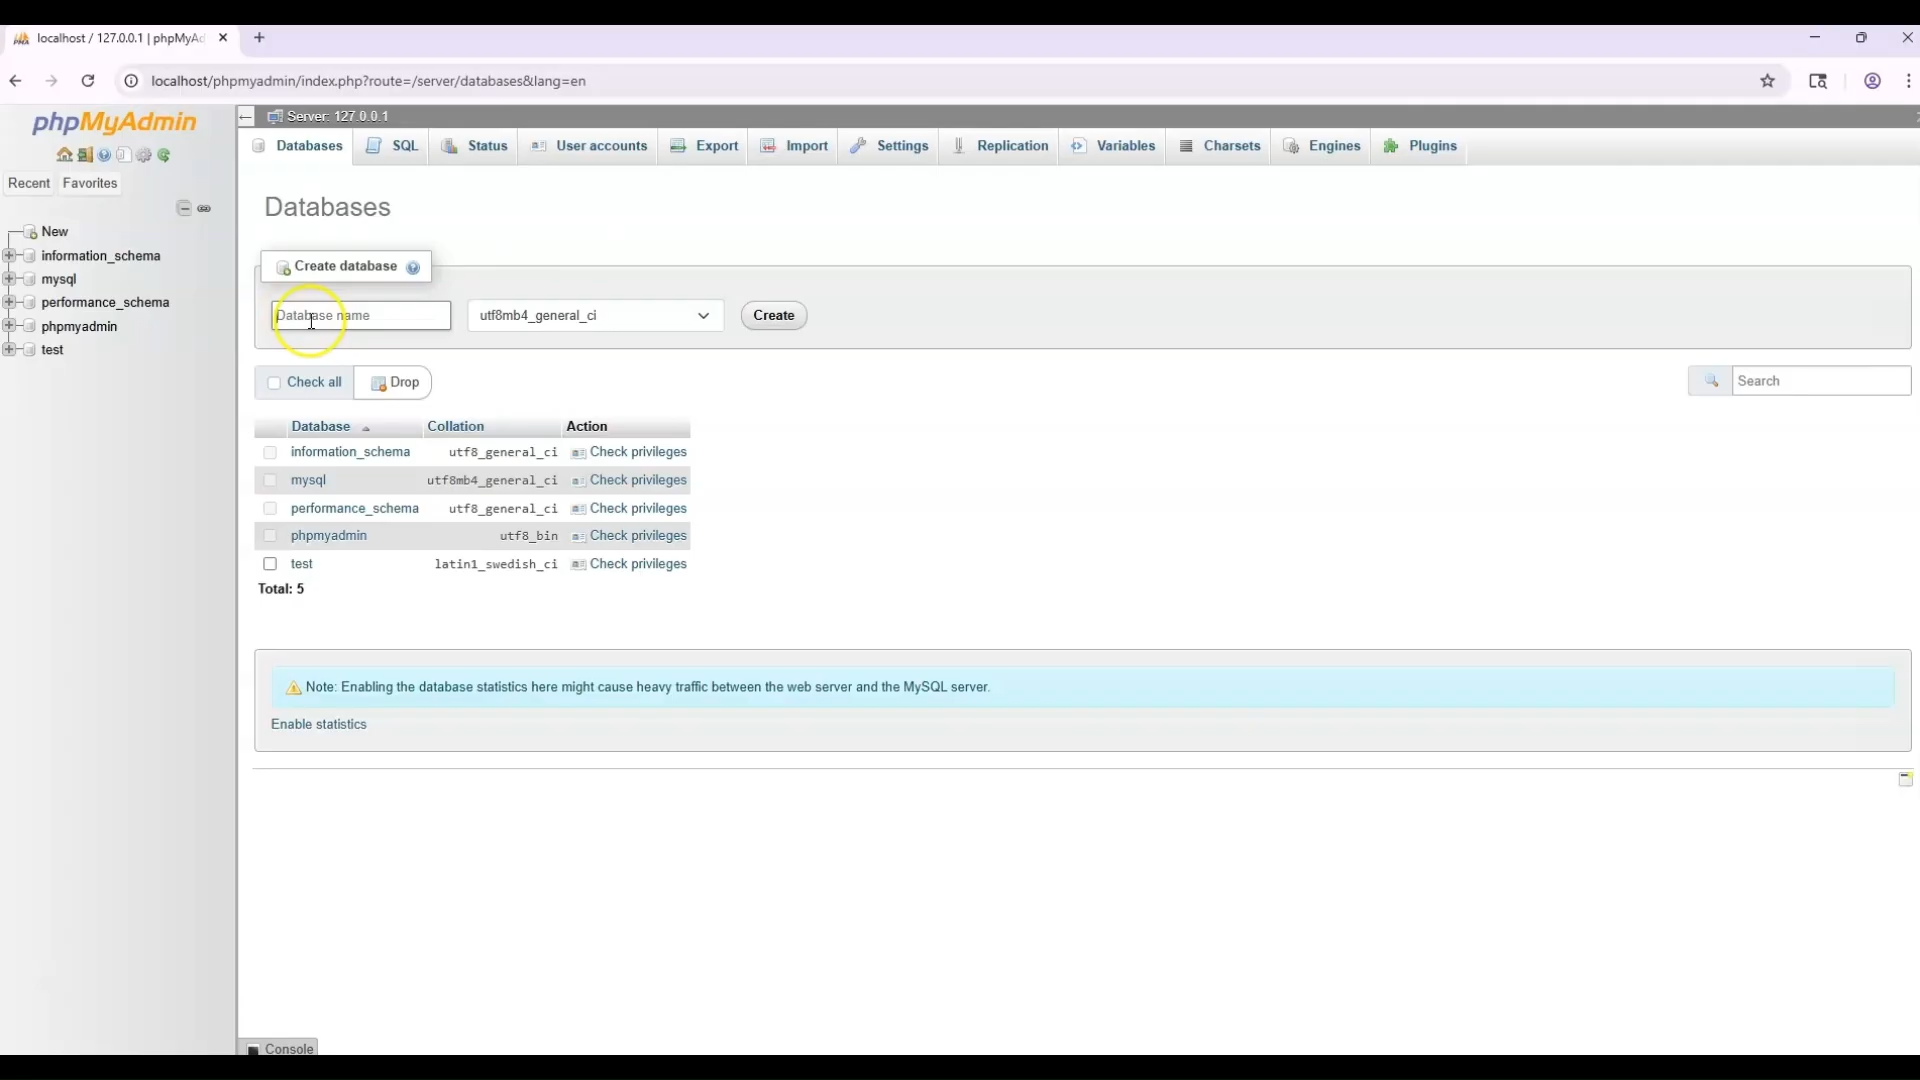 localhost / 127.0.0.1 | phpMyAd
localhost/phpmyadmin/index.php?route=/server/databases&lang=en
phpMyAdmin
Recent Favorites
New
information_schema
mysql
performance_schema
phpmyadmin
test
Server: 127.0.0.1
Databases SQL Status User accounts Export Import Settings Replication Variables Charsets Engines Plugins
Databases
Create database
Database name utf8mb4_general_ci Create
Check all Drop Search
Database Collation Action
information_schema utf8_general_ci Check privileges
mysql utf8mb4_general_ci Check privileges
performance_schema utf8_general_ci Check privileges
phpmyadmin utf8_bin Check privileges
test latin1_swedish_ci Check privileges
Total: 5
Note: Enabling the database statistics here might cause heavy traffic between the web server and the MySQL server.
Enable statistics
Console